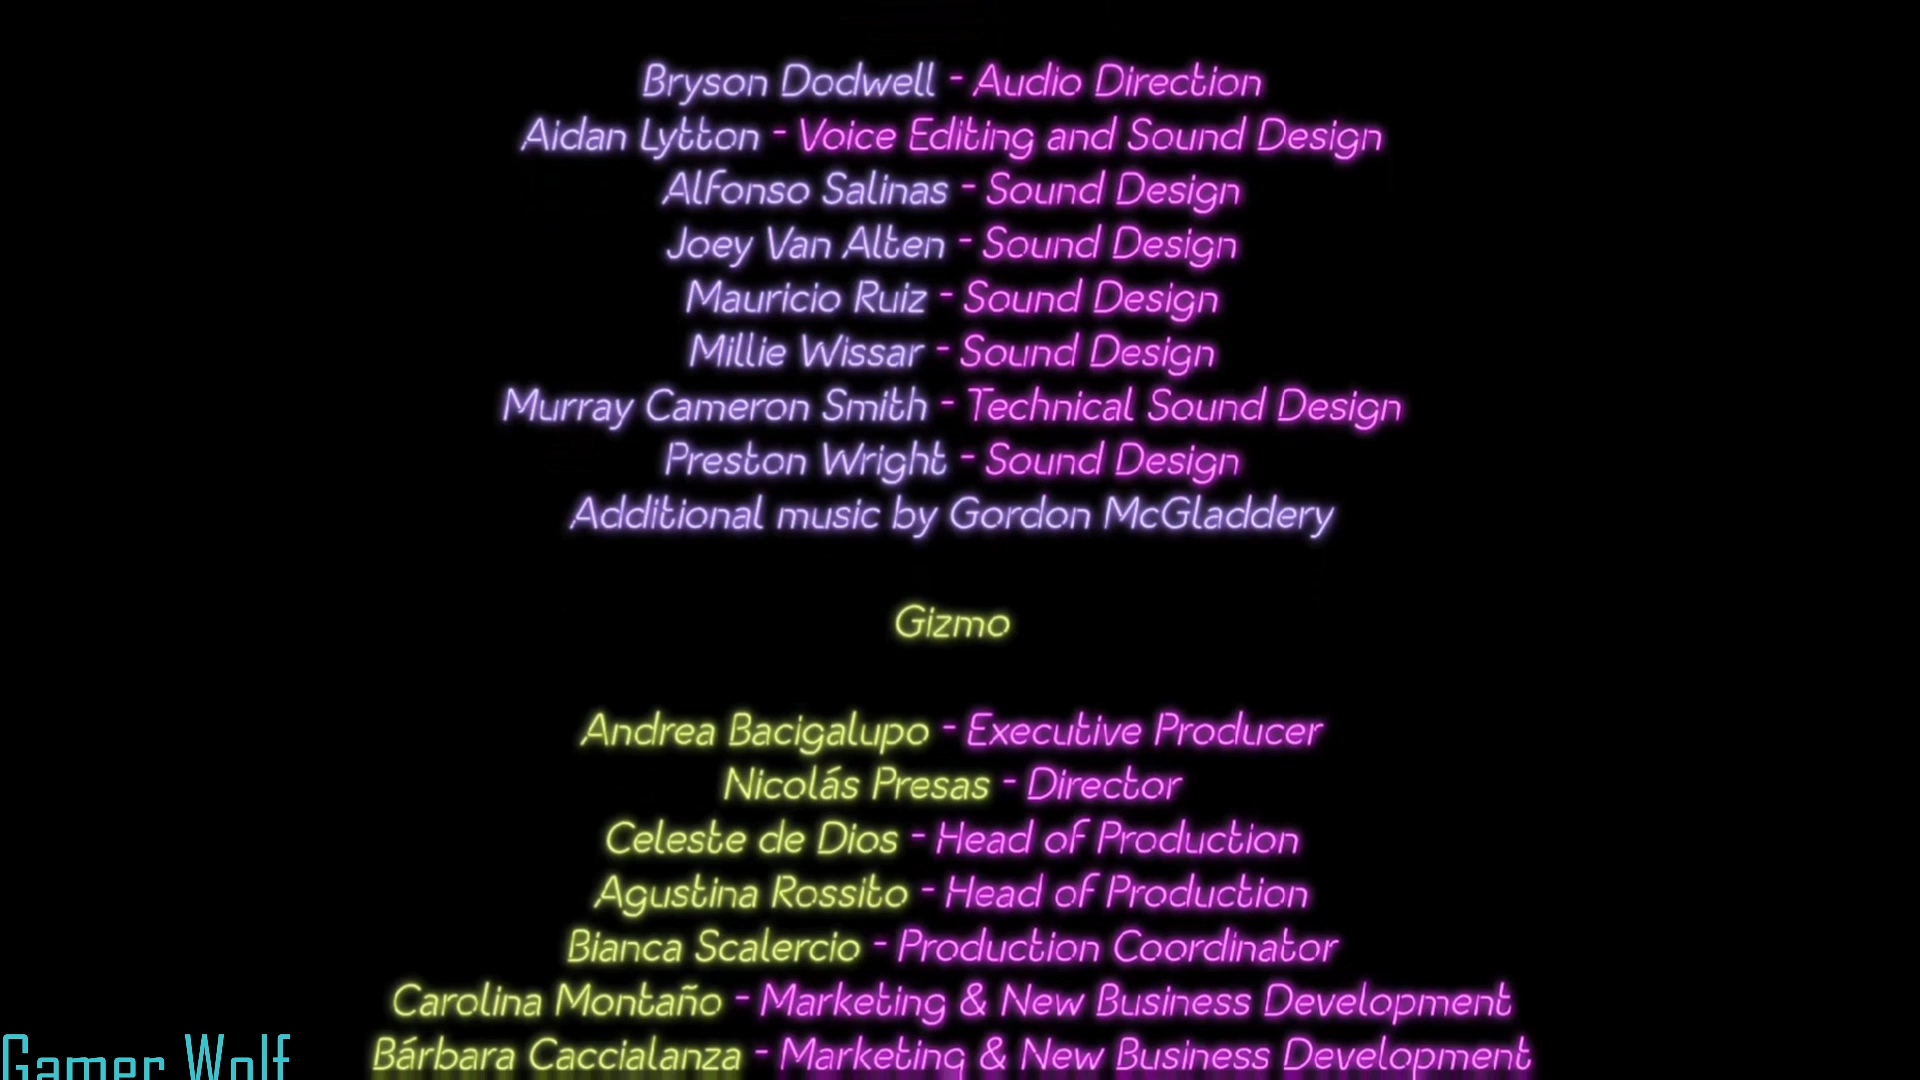 Bryson Dodwell - Audio Direction
Aidan Lytton - Voice Editing and Sound Design
Alfonso Salinas - Sound Design
Joey Van Alten - Sound Design
Mauricio Ruiz - Sound Design
Millie Wissar - Sound Design
Murray Cameron Smith - Technical Sound Design
Preston Wright - Sound Design
Additional music by Gordon McGladdery
Gizmo
Andrea Bacigalupo - Executive Producer
Nicolás Presas - Director
Celeste de Dios - Head of Production
Agustina Rossito - Head of Production
Bianca Scalercio - Production Coordinator
Carolina Montaño - Marketing & New Business Development
Bárbara Caccialanza - Marketing & New Business Development
Gamer Wolf